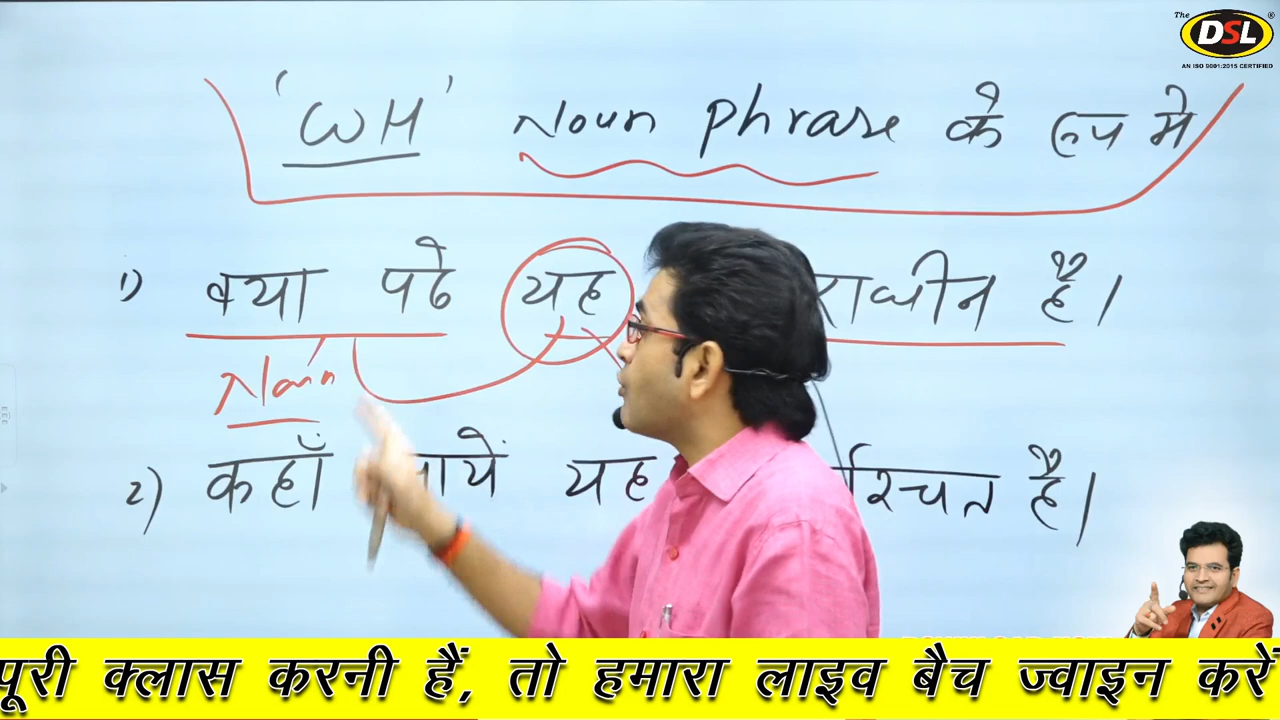 The DSL ®
AN ISO 9001:2015 CERTIFIED
'WH' Noun phrase के रूप मे
1) क्या पढे यह राधीन है।
Noun
2) कहाँ यह श्चित है।
पूरी क्लास करनी हैं, तो हमारा लाइव बैच ज्वाइन करें